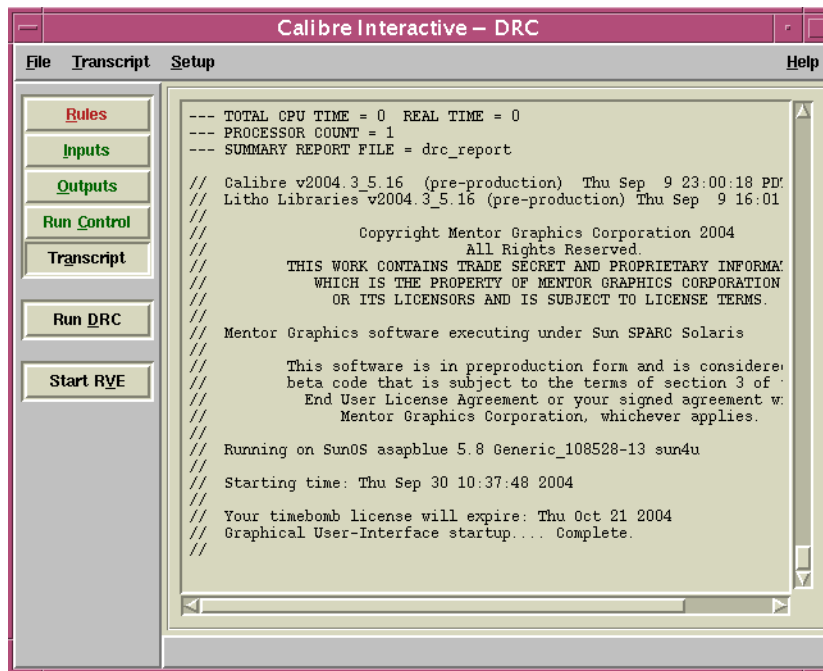 Calibre Interactive – DRC
File Transcript Setup Help
Rules
Inputs
Outputs
Run Control
Transcript
Run DRC
Start RVE
--- TOTAL CPU TIME = 0 REAL TIME = 0
--- PROCESSOR COUNT = 1
--- SUMMARY REPORT FILE = drc_report
// Calibre v2004.3_5.16 (pre-production) Thu Sep 9 23:00:18 PD
// Litho Libraries v2004.3_5.16 (pre-production) Thu Sep 9 16:01
//
// Copyright Mentor Graphics Corporation 2004
// All Rights Reserved.
// THIS WORK CONTAINS TRADE SECRET AND PROPRIETARY INFORMA
// WHICH IS THE PROPERTY OF MENTOR GRAPHICS CORPORATION
// OR ITS LICENSORS AND IS SUBJECT TO LICENSE TERMS.
//
// Mentor Graphics software executing under Sun SPARC Solaris
//
// This software is in preproduction form and is considere
// beta code that is subject to the terms of section 3 of
// End User License Agreement or your signed agreement w
// Mentor Graphics Corporation, whichever applies.
//
// Running on SunOS asapblue 5.8 Generic_108528-13 sun4u
//
// Starting time: Thu Sep 30 10:37:48 2004
//
// Your timebomb license will expire: Thu Oct 21 2004
// Graphical User-Interface startup.... Complete.
//